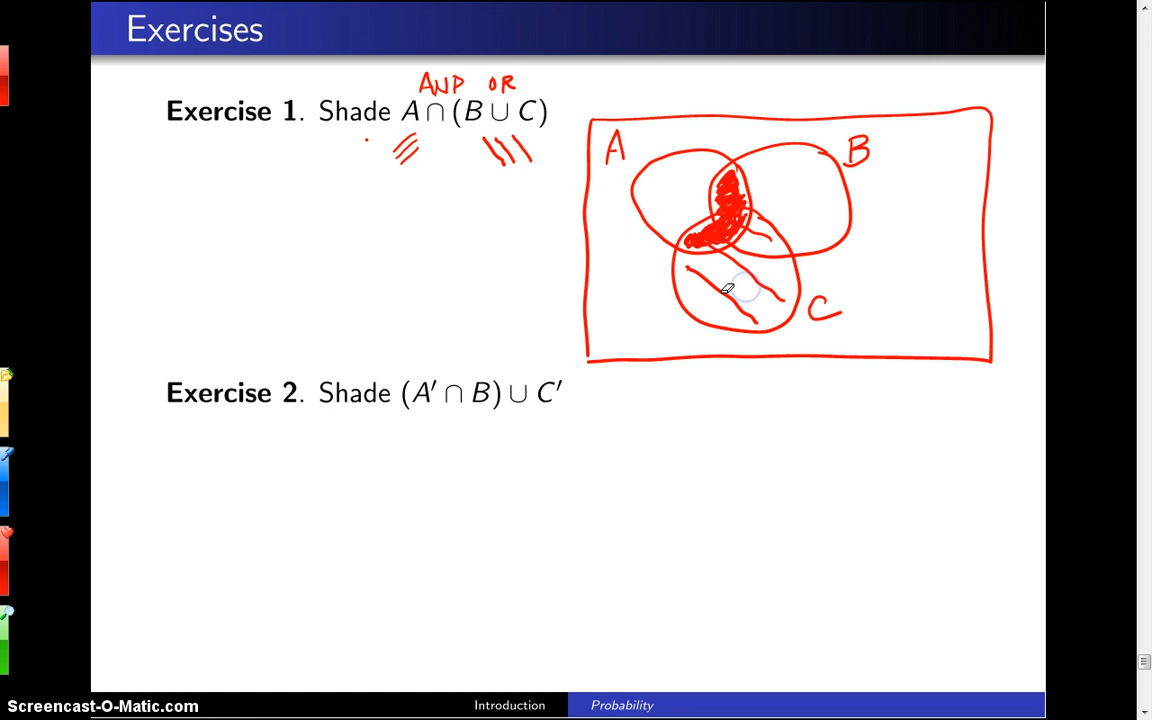 Exercises
AND OR
Exercise 1. Shade A ∩ (B ∪ C)
A
B
C
Exercise 2. Shade (A′ ∩ B) ∪ C′
Introduction Probability
Screencast-O-Matic.com